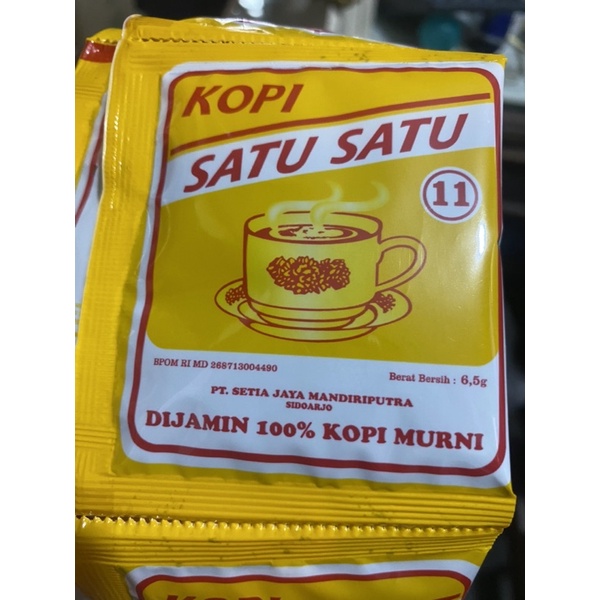 KOPI
SATU SATU
11
BPOM RI MD 268713004490
Berat Bersih : 6,5g
PT. SETIA JAYA MANDIRIPUTRA
SIDOARJO
DIJAMIN 100% KOPI MURNI
KOPI